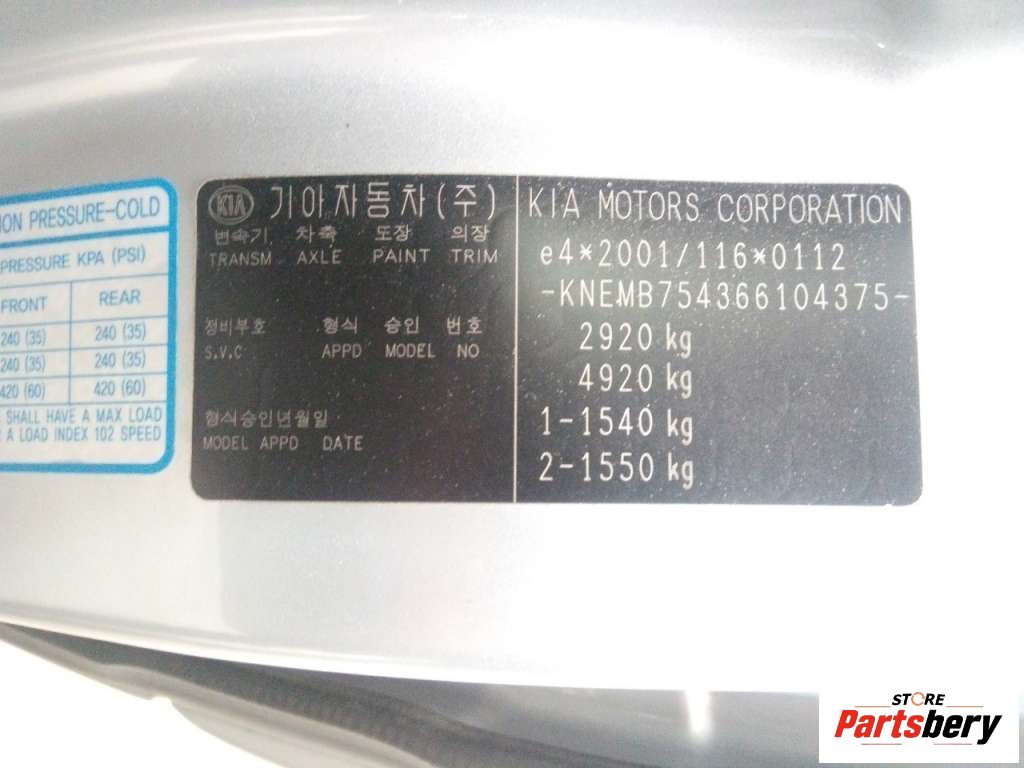 ION PRESSURE-COLD
PRESSURE KPA (PSI)
FRONT REAR
240 (35) 240 (35)
240 (35) 240 (35)
420 (60) 420 (60)
SHALL HAVE A MAX LOAD
A LOAD INDEX 102 SPEED
KIA 기아자동차(주)
변속기 차축 도장 의장
TRANSM AXLE PAINT TRIM
정비부호 형식 승인 번호
S.V.C APPD MODEL NO
형식승인년월일
MODEL APPD DATE
KIA MOTORS CORPORATION
e4*2001/116*0112
-KNEMB754366104375-
2920 kg
4920 kg
1-1540 kg
2-1550 kg
STORE
Partsbery